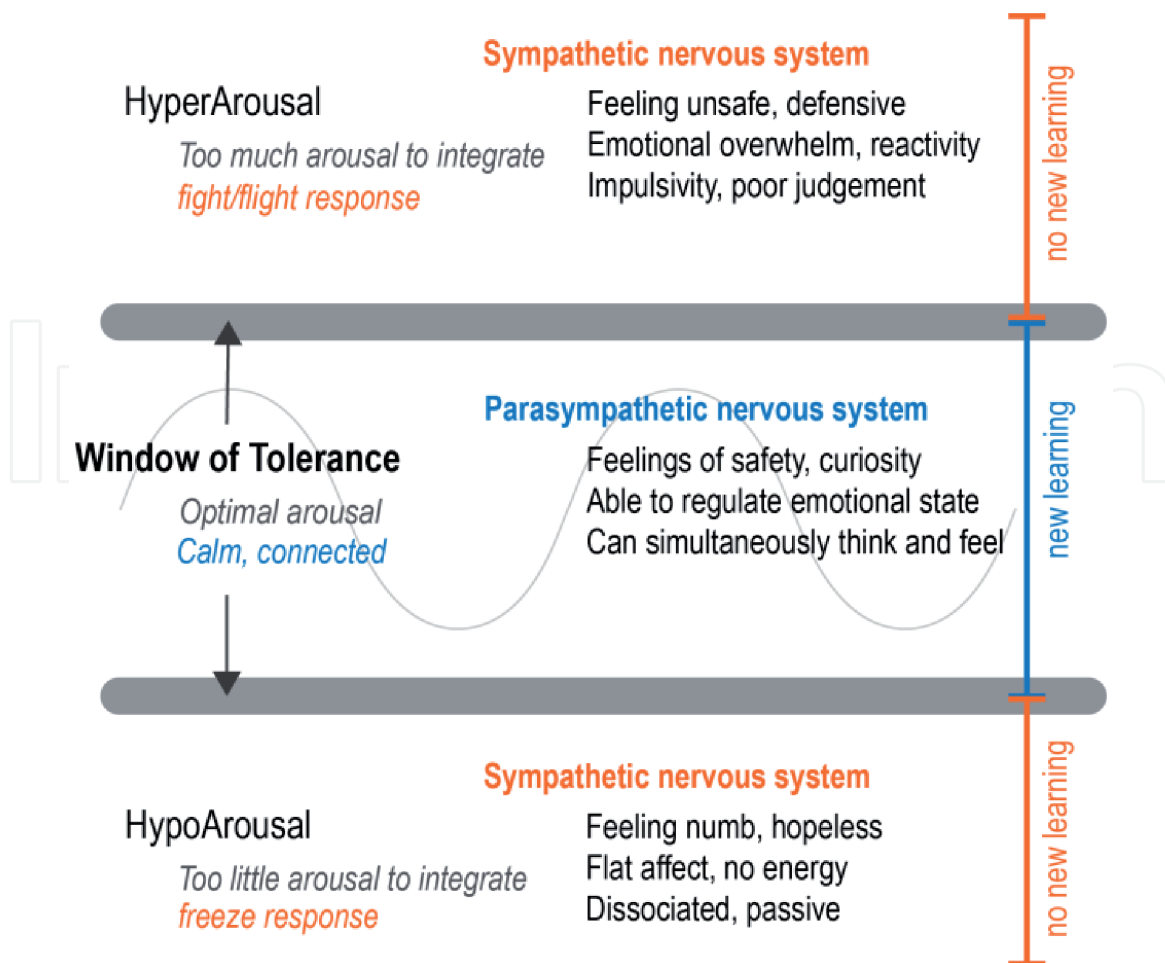 Sympathetic nervous system
HyperArousal
Too much arousal to integrate
fight/flight response
Feeling unsafe, defensive
Emotional overwhelm, reactivity
Impulsivity, poor judgement
no new learning
Parasympathetic nervous system
Window of Tolerance
Optimal arousal
Calm, connected
Feelings of safety, curiosity
Able to regulate emotional state
Can simultaneously think and feel
new learning
Sympathetic nervous system
HypoArousal
Too little arousal to integrate
freeze response
Feeling numb, hopeless
Flat affect, no energy
Dissociated, passive
no new learning